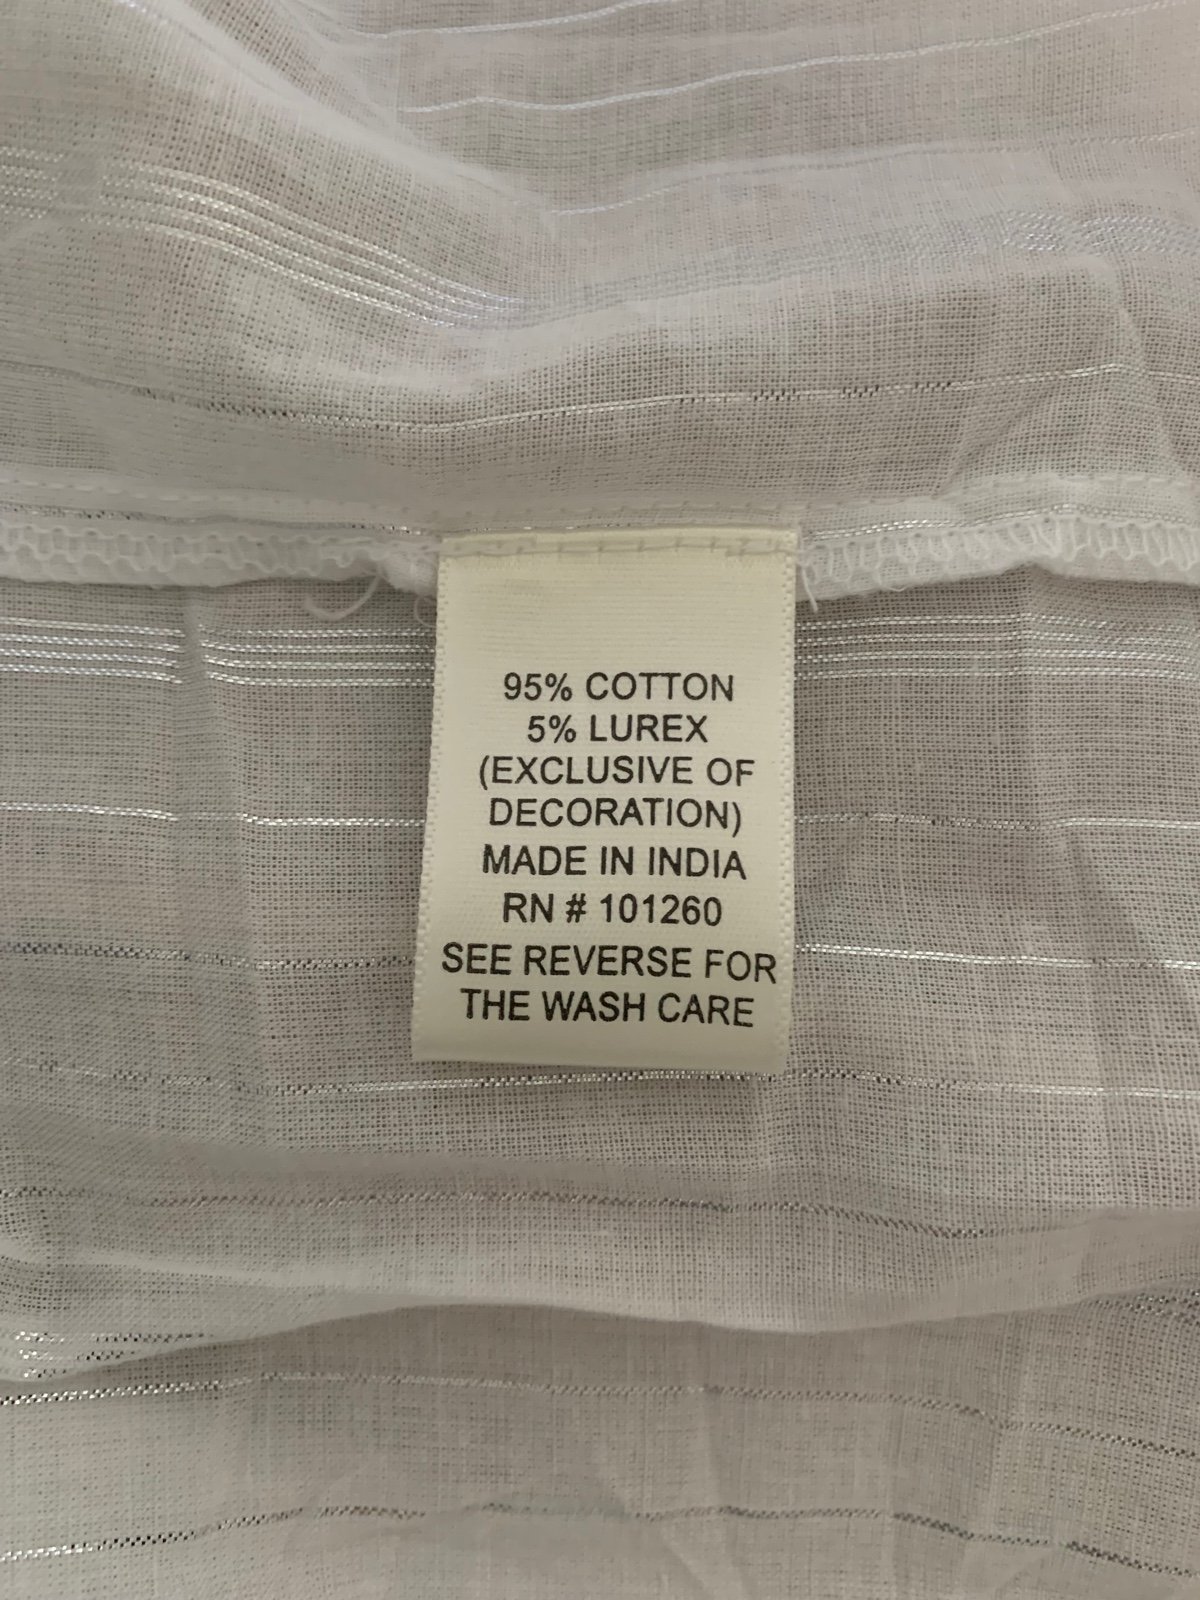 95% COTTON
5% LUREX
(EXCLUSIVE OF
DECORATION)
MADE IN INDIA
RN # 101260
SEE REVERSE FOR
THE WASH CARE